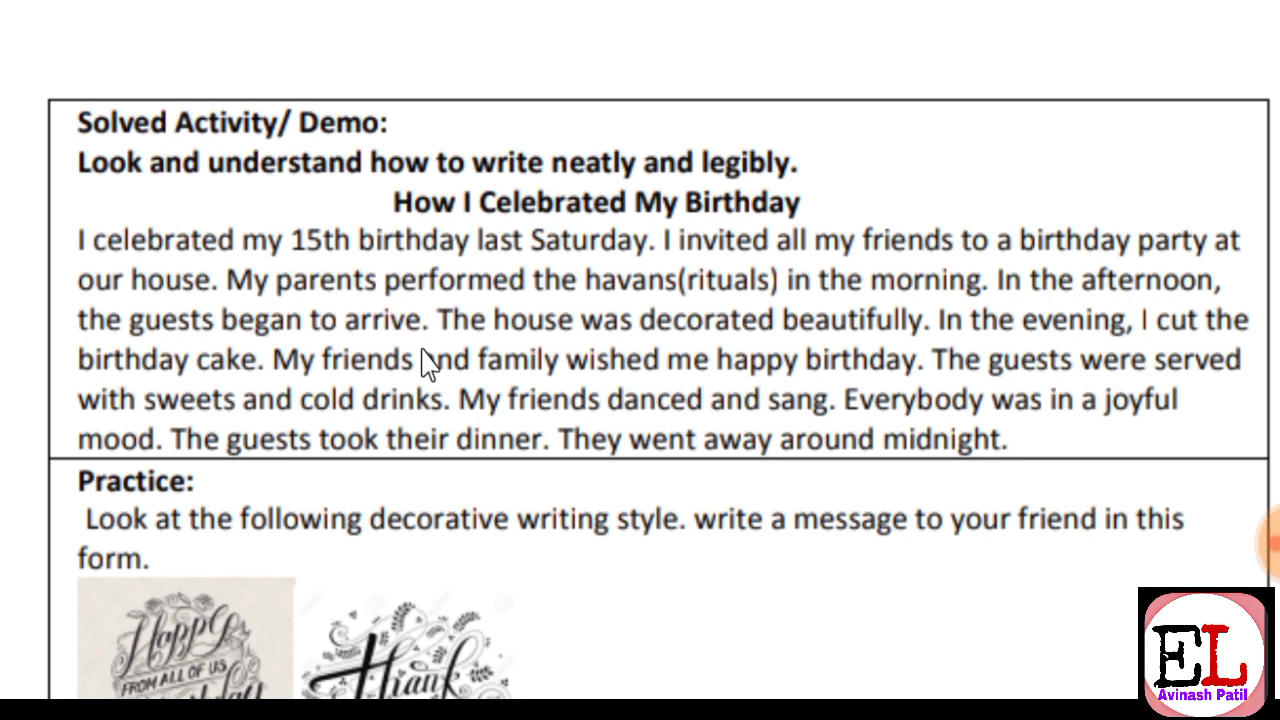 Solved Activity/ Demo:
Look and understand how to write neatly and legibly.
How I Celebrated My Birthday
I celebrated my 15th birthday last Saturday. I invited all my friends to a birthday party at
our house. My parents performed the havans(rituals) in the morning. In the afternoon,
the guests began to arrive. The house was decorated beautifully. In the evening, I cut the
birthday cake. My friends and family wished me happy birthday. The guests were served
with sweets and cold drinks. My friends danced and sang. Everybody was in a joyful
mood. The guests took their dinner. They went away around midnight.
Practice:
Look at the following decorative writing style. write a message to your friend in this
form.
Happy
FROM ALL OF US
Thank
EL
Avinash Patil